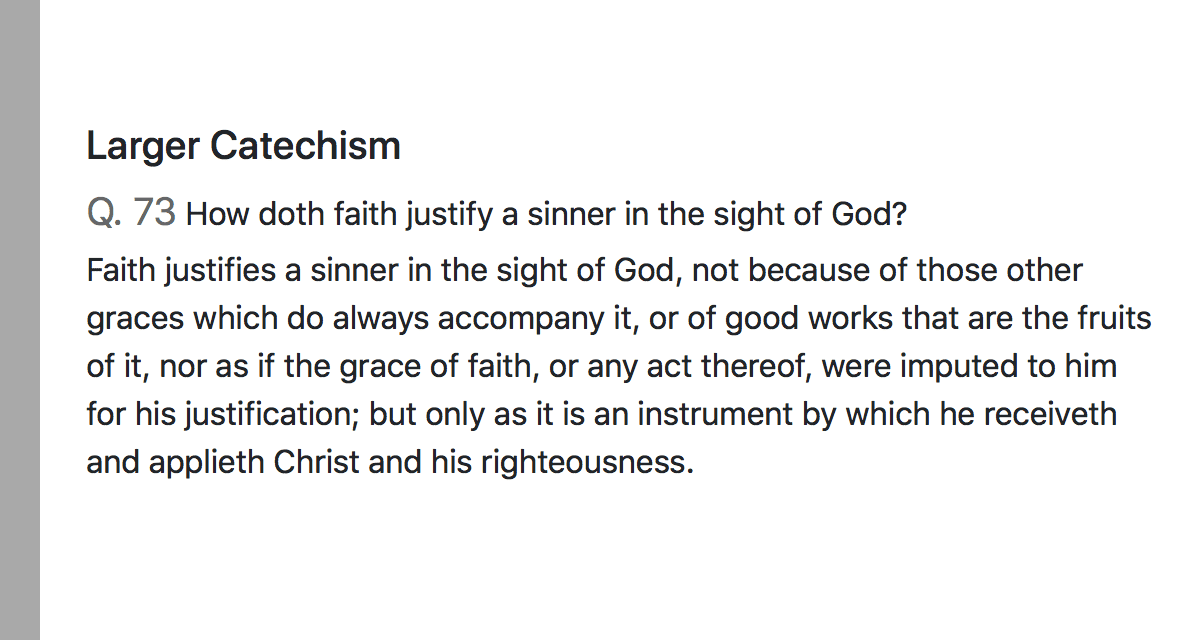 Larger Catechism
Q. 73 How doth faith justify a sinner in the sight of God?
Faith justifies a sinner in the sight of God, not because of those other
graces which do always accompany it, or of good works that are the fruits
of it, nor as if the grace of faith, or any act thereof, were imputed to him
for his justification; but only as it is an instrument by which he receiveth
and applieth Christ and his righteousness.